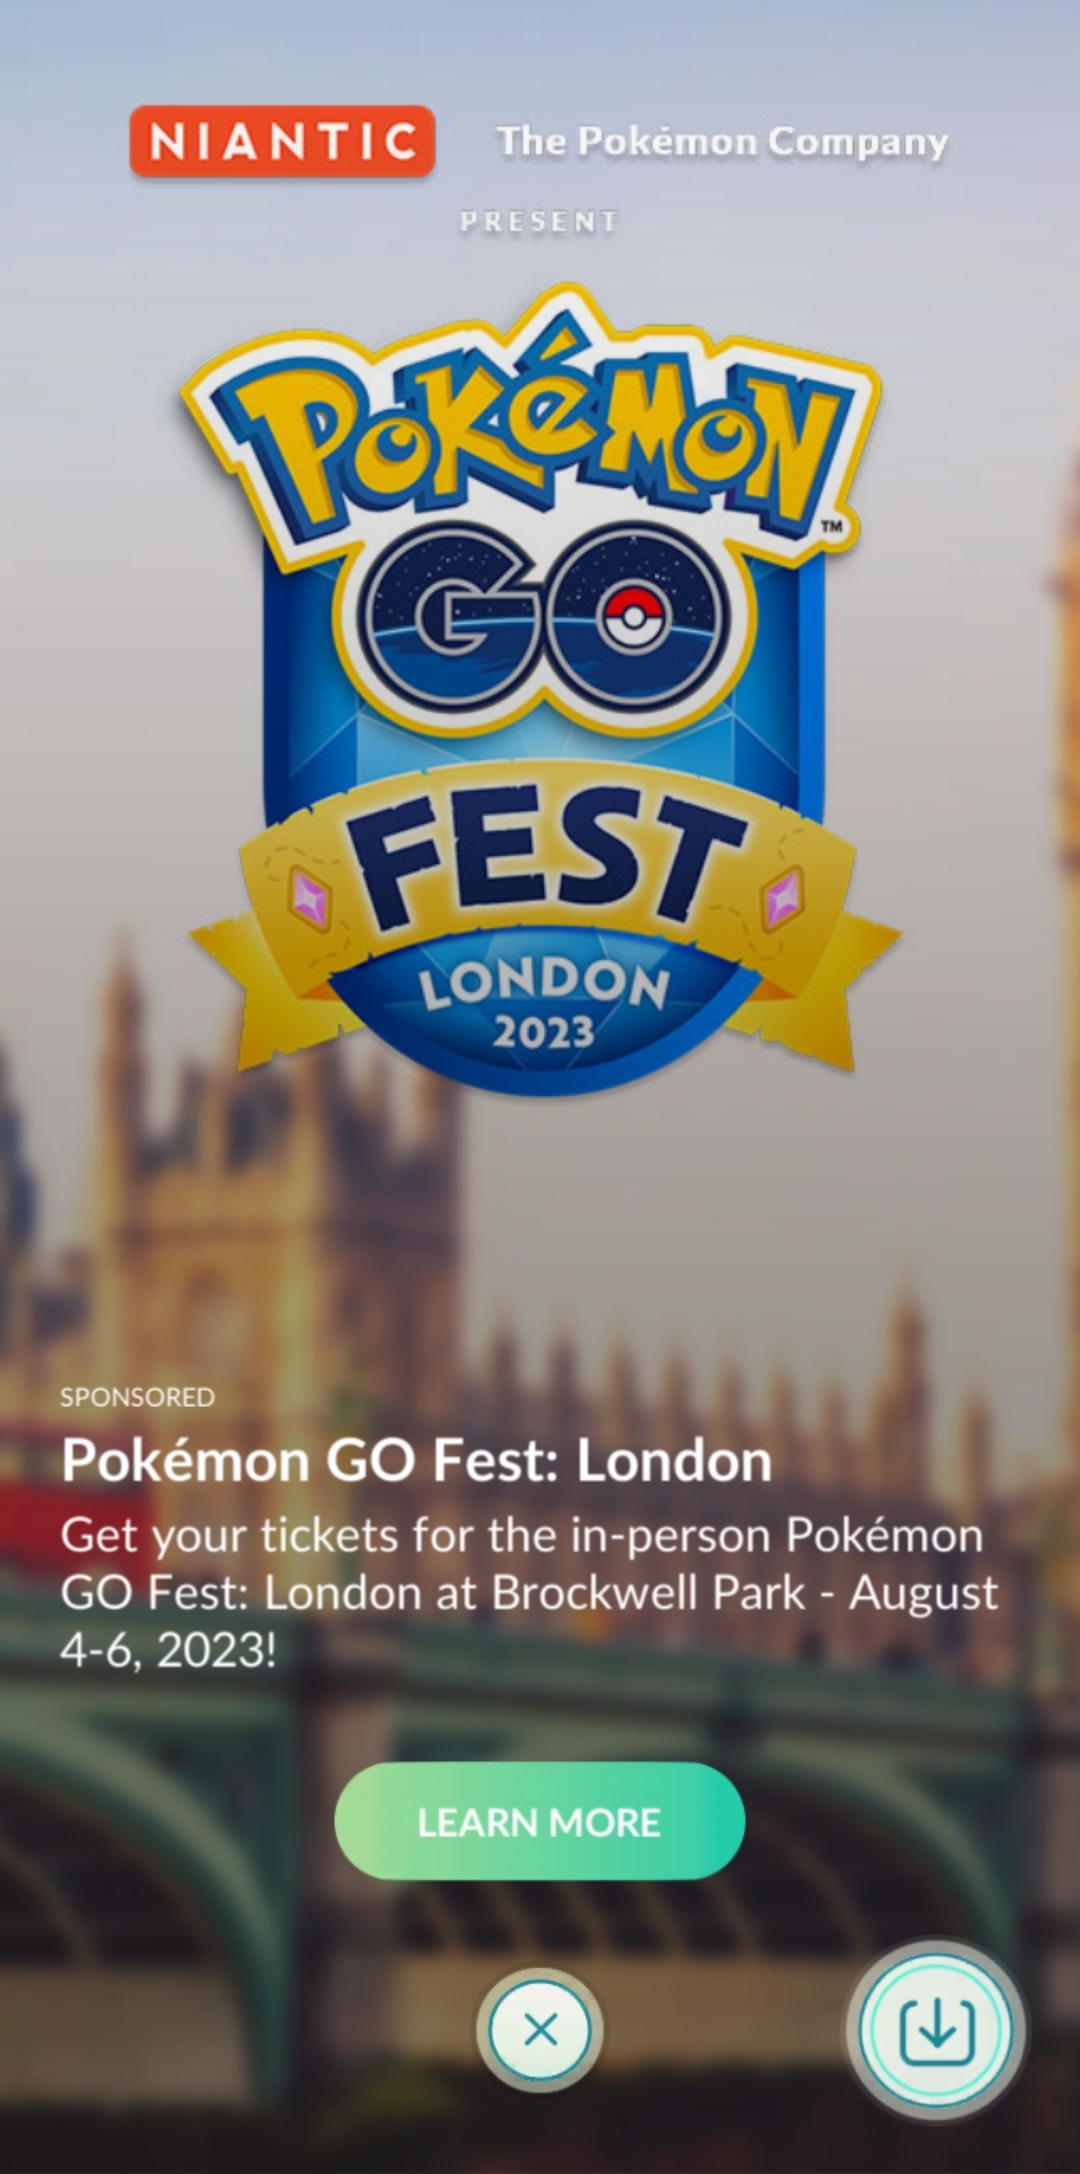 NIANTIC The Pokémon Company
PRESENT
POKéMON
TM
GO
FEST
LONDON
2023
SPONSORED
Pokémon GO Fest: London
Get your tickets for the in-person Pokémon
GO Fest: London at Brockwell Park - August
4-6, 2023!
LEARN MORE